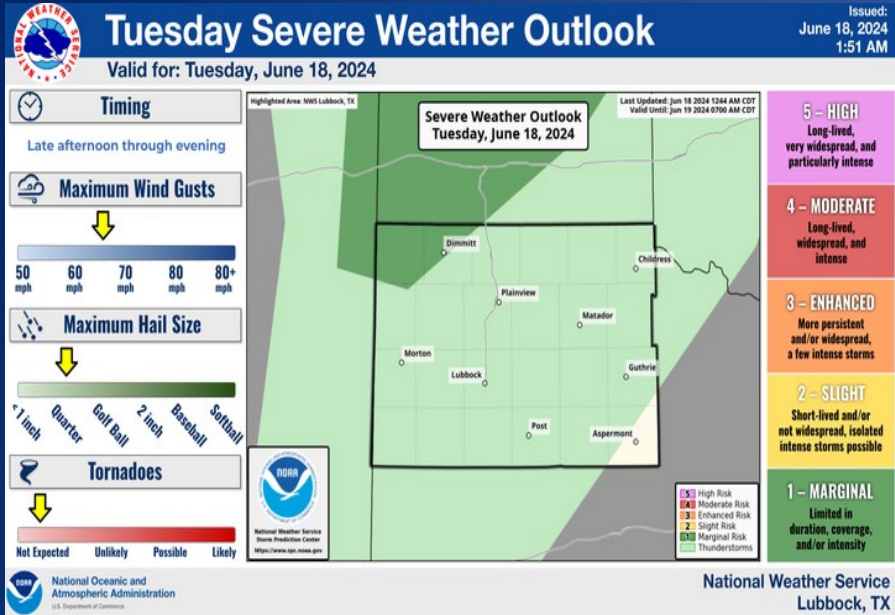 NATIONAL WEATHER SERVICE
Tuesday Severe Weather Outlook
Issued:
June 18, 2024
1:51 AM
Valid for: Tuesday, June 18, 2024
Timing
Late afternoon through evening
Maximum Wind Gusts
50 60 70 80 80+
mph mph mph mph mph
Maximum Hail Size
< 1 inch Quarter Golf Ball 2 inch Baseball Softball
Tornadoes
Not Expected Unlikely Possible Likely
Highlighted Area: NWS Lubbock, TX
Severe Weather Outlook
Tuesday, June 18, 2024
Last Updated: Jun 18 2024 1244 AM CDT
Valid Until: Jun 19 2024 0700 AM CDT
Dimmitt
Childress
Plainview
Matador
Morton
Lubbock
Guthrie
Post
Aspermont
NOAA
National Weather Service
Storm Prediction Center
https://www.spc.noaa.gov
5 High Risk
4 Moderate Risk
3 Enhanced Risk
2 Slight Risk
1 Marginal Risk
Thunderstorms
5 – HIGH
Long-lived,
very widespread, and
particularly intense
4 – MODERATE
Long-lived,
widespread, and
intense
3 – ENHANCED
More persistent
and/or widespread,
a few intense storms
2 – SLIGHT
Short-lived and/or
not widespread, isolated
intense storms possible
1 – MARGINAL
Limited in
duration, coverage,
and/or intensity
NOAA
National Oceanic and
Atmospheric Administration
U.S. Department of Commerce
National Weather Service
Lubbock, TX